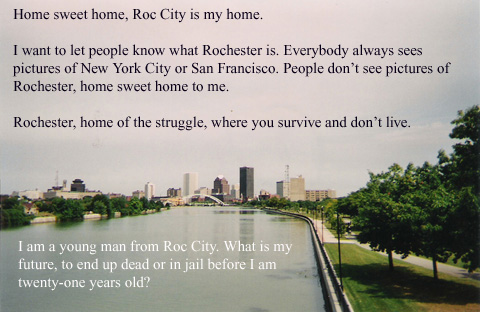 Home sweet home, Roc City is my home.
I want to let people know what Rochester is. Everybody always sees
pictures of New York City or San Francisco. People don't see pictures of
Rochester, home sweet home to me.
Rochester, home of the struggle, where you survive and don't live.
I am a young man from Roc City. What is my
future, to end up dead or in jail before I am
twenty-one years old?